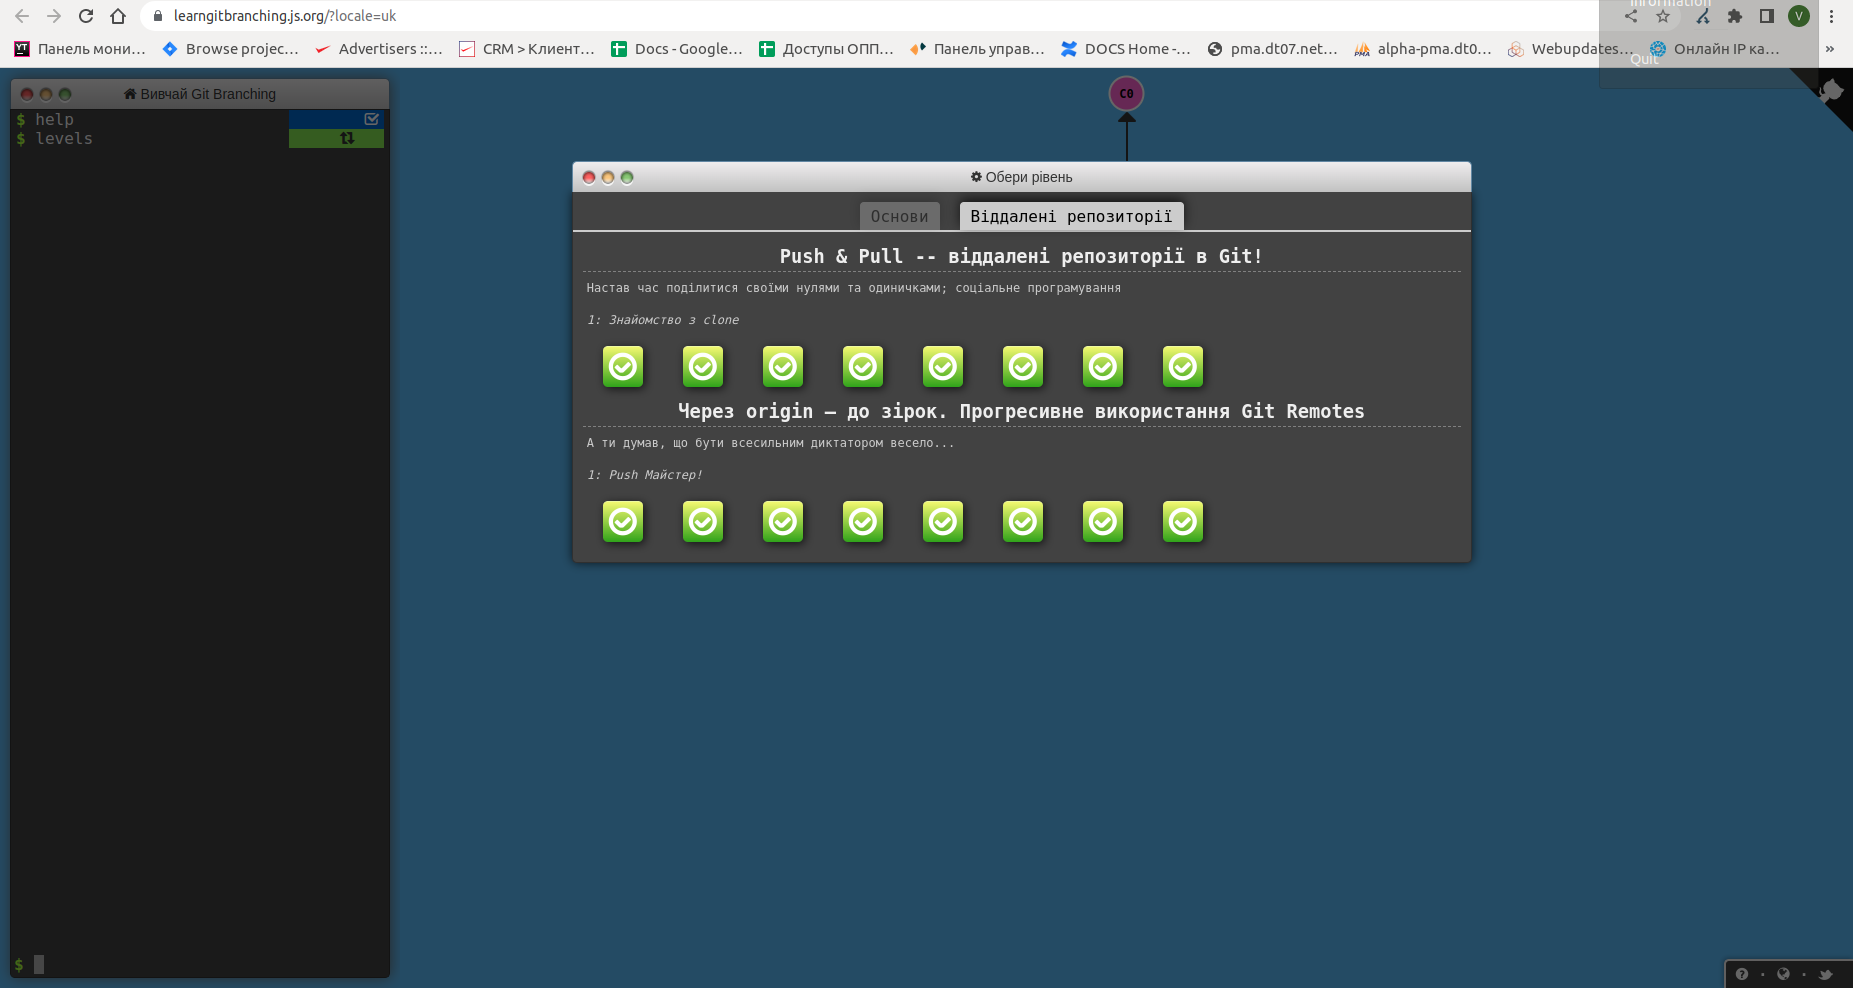 learngitbranching.js.org/?locale=uk
Information
V
Панель мони...
Browse projec...
Advertisers ::...
CRM > Клиент...
Docs - Google...
Доступы ОПП...
Панель управ...
DOCS Home -...
pma.dt07.net...
alpha-pma.dt0...
Webupdates...
Онлайн IP ка...
»
Quit
Вивчай Git Branching
$ help
$ levels
C0
Обери рівень
Основи
Віддалені репозиторії
Push & Pull -- віддалені репозиторії в Git!
Настав час поділитися своїми нулями та одиничками; соціальне програмування
1: Знайомство з clone
Через origin – до зірок. Прогресивне використання Git Remotes
А ти думав, що бути всесильним диктатором весело...
1: Push Майстер!
$